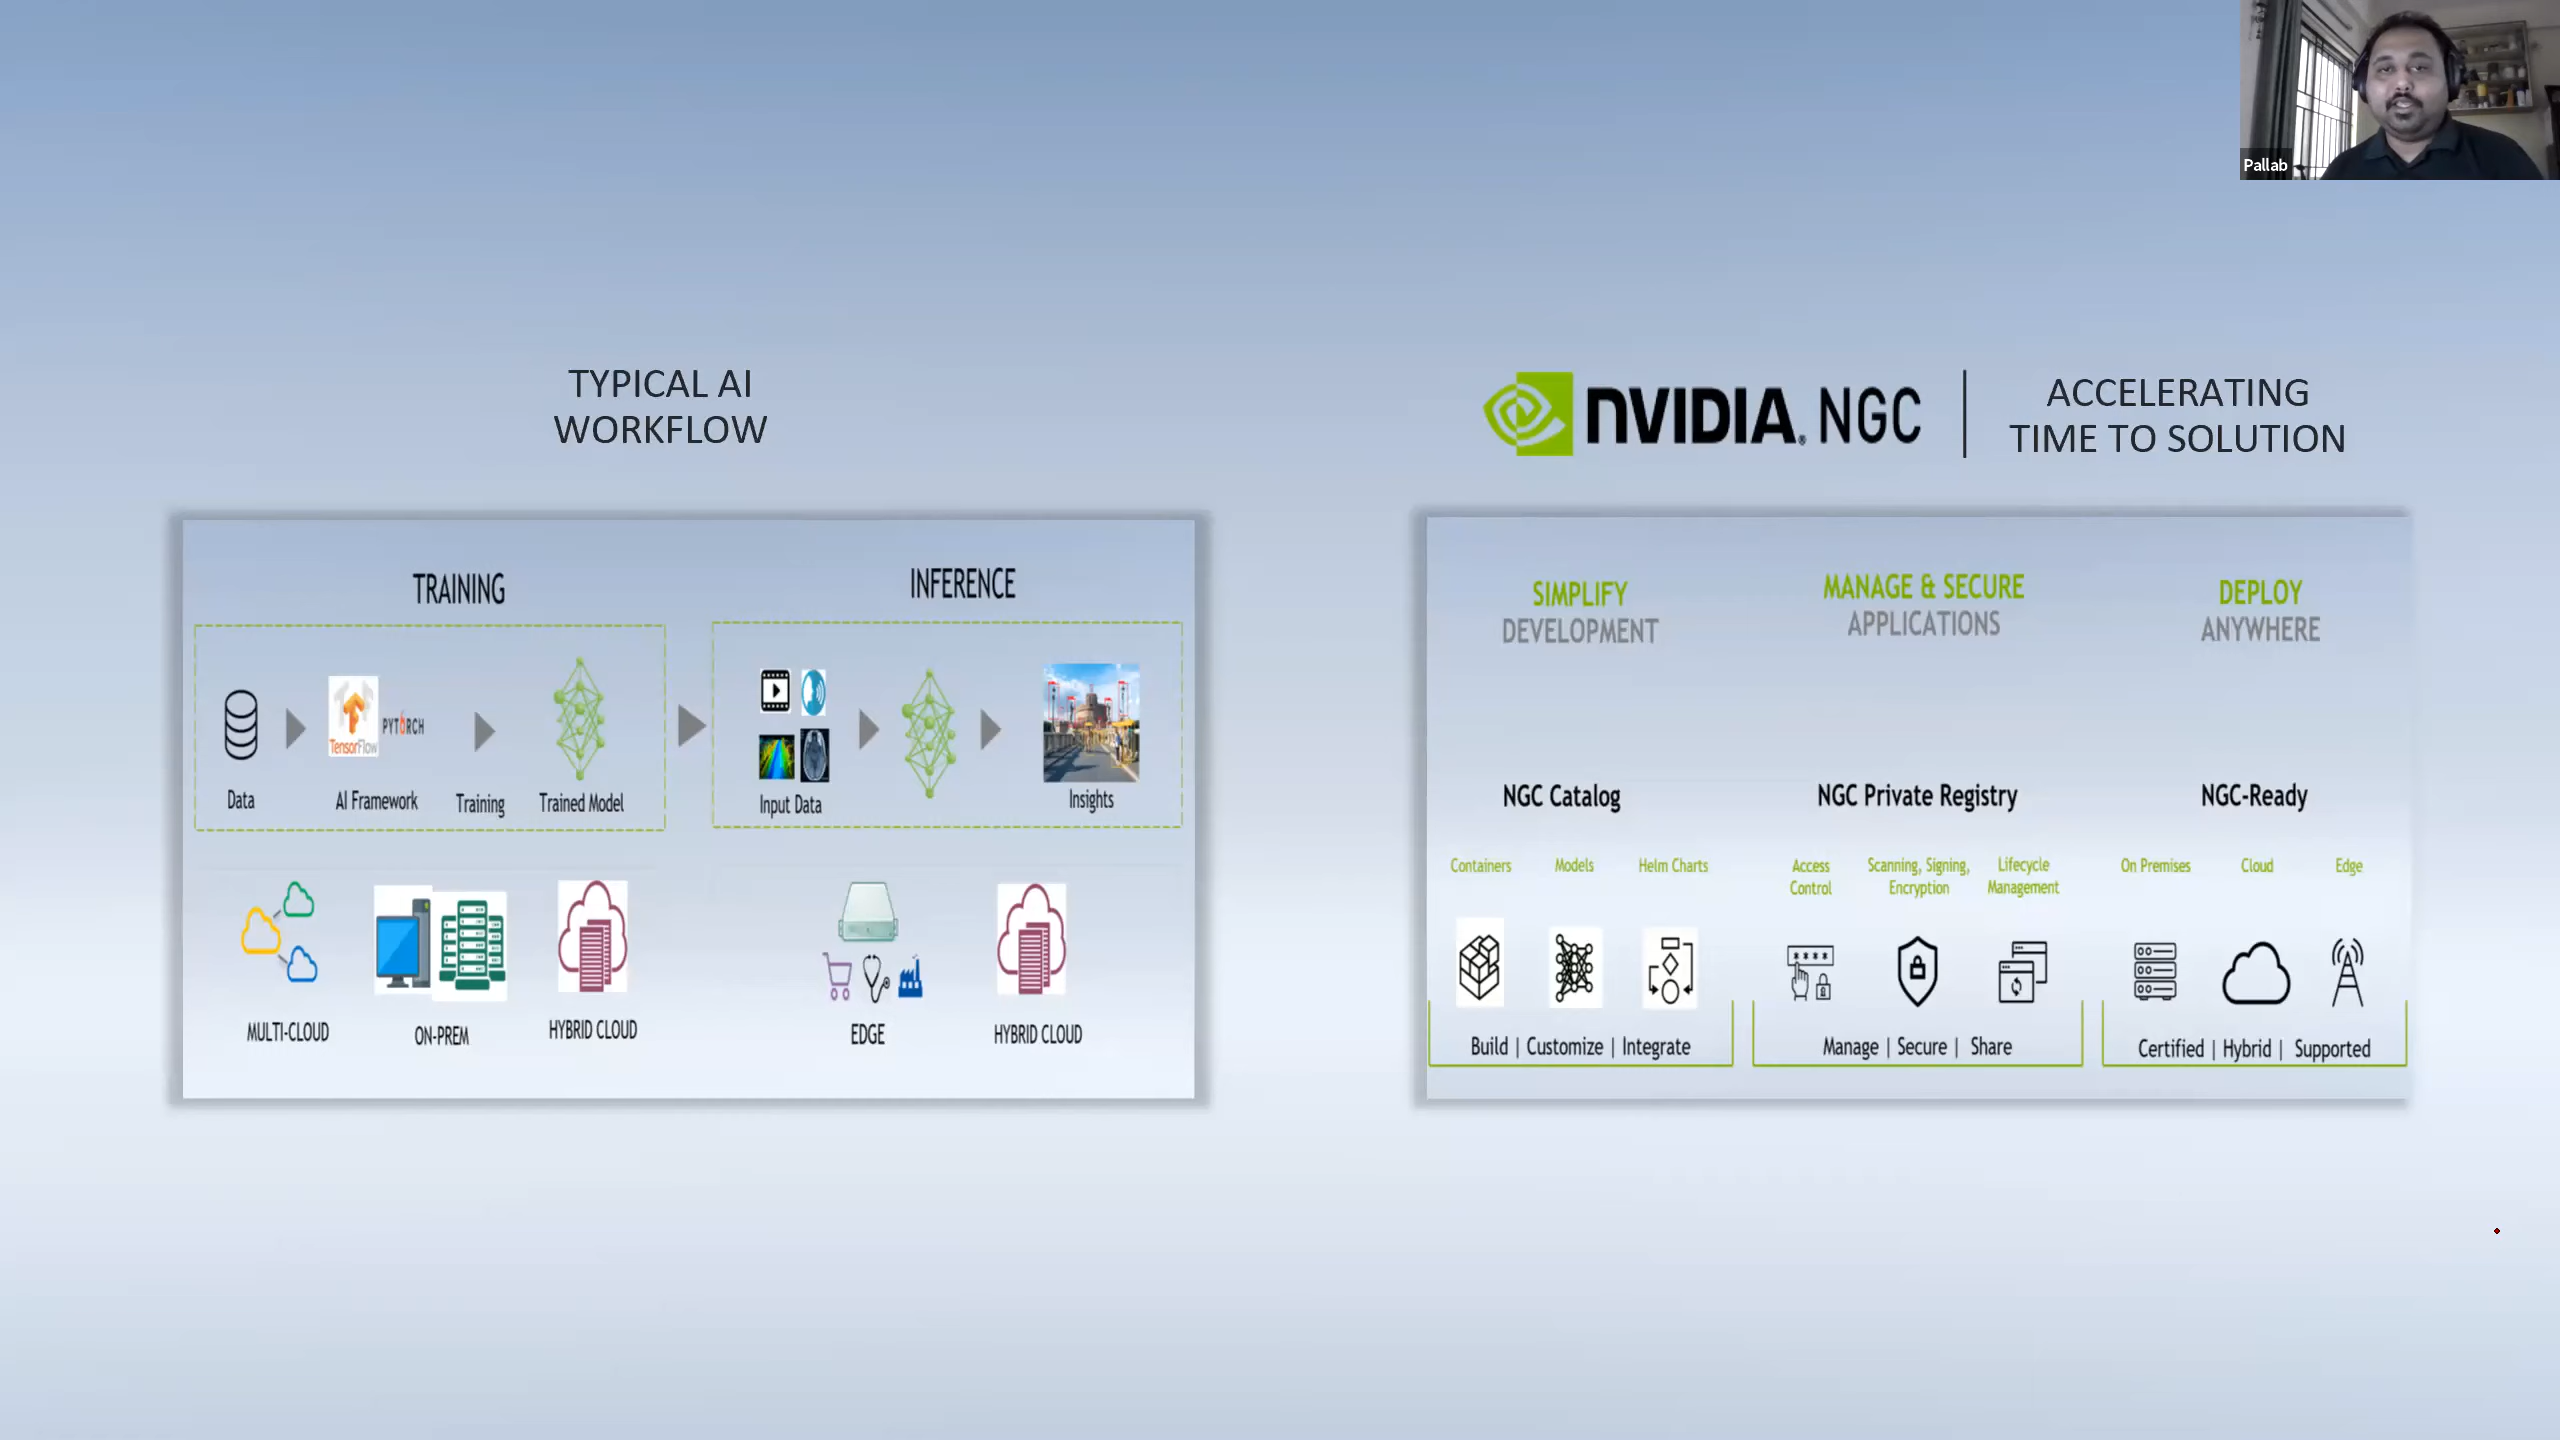 Pallab
TYPICAL AI
WORKFLOW
TRAINING
INFERENCE
TensorFlow
PYTORCH
Data
AI Framework
Training
Trained Model
Input Data
Insights
MULTI-CLOUD
ON-PREM
HYBRID CLOUD
EDGE
HYBRID CLOUD
NVIDIA. NGC
ACCELERATING
TIME TO SOLUTION
SIMPLIFY
DEVELOPMENT
MANAGE & SECURE
APPLICATIONS
DEPLOY
ANYWHERE
NGC Catalog
NGC Private Registry
NGC-Ready
Containers
Models
Helm Charts
Access
Control
Scanning, Signing,
Encryption
Lifecycle
Management
On Premises
Cloud
Edge
****
Build | Customize | Integrate
Manage | Secure | Share
Certified | Hybrid | Supported